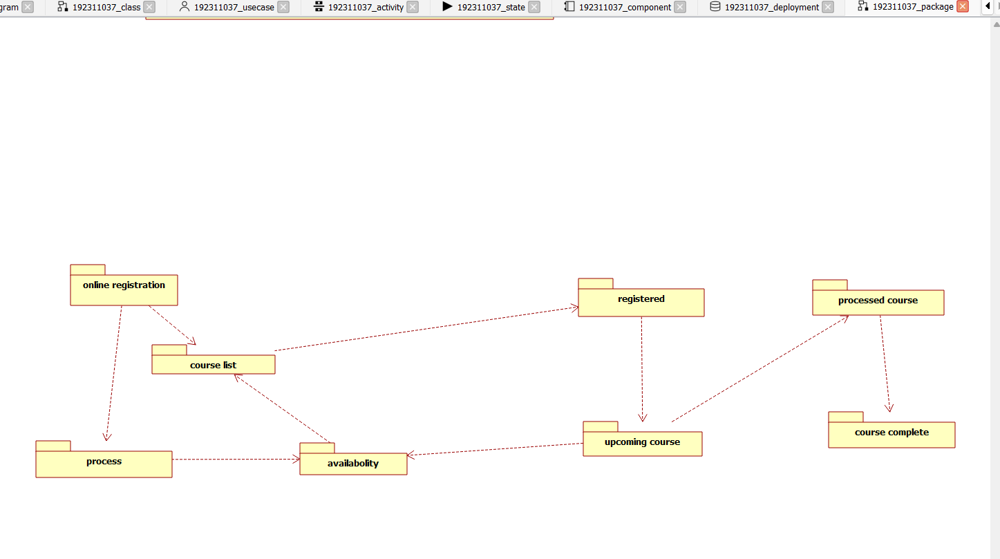 gram
192311037_class
192311037_usecase
192311037_activity
192311037_state
192311037_component
192311037_deployment
192311037_package
online registration
registered
processed course
course list
course complete
upcoming course
process
availabolity